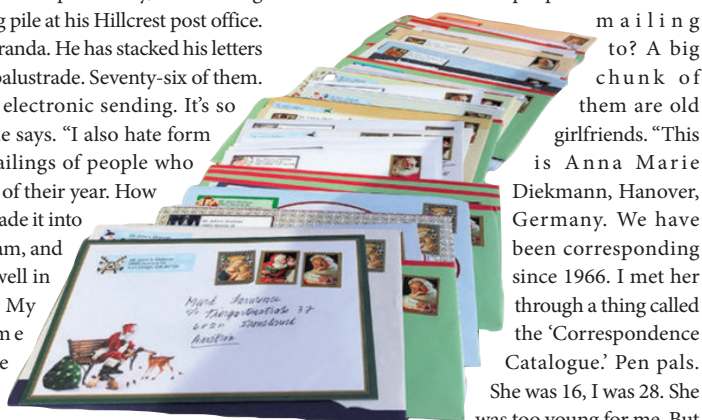 g pile at his Hillcrest post office.
randa. He has stacked his letters
balustrade. Seventy-six of them.
electronic sending. It’s so
e says. “I also hate form
ailings of people who
of their year. How
ade it into
am, and
well in
My
me
e
mailing
to? A big
chunk of
them are old
girlfriends. “This
is Anna Marie
Diekmann, Hanover,
Germany. We have
been corresponding
since 1966. I met her
through a thing called
the ‘Correspondence
Catalogue.’ Pen pals.
She was 16, I was 28. She
was too young for me. But
Mark Lawrence
Innsbruck
Austria